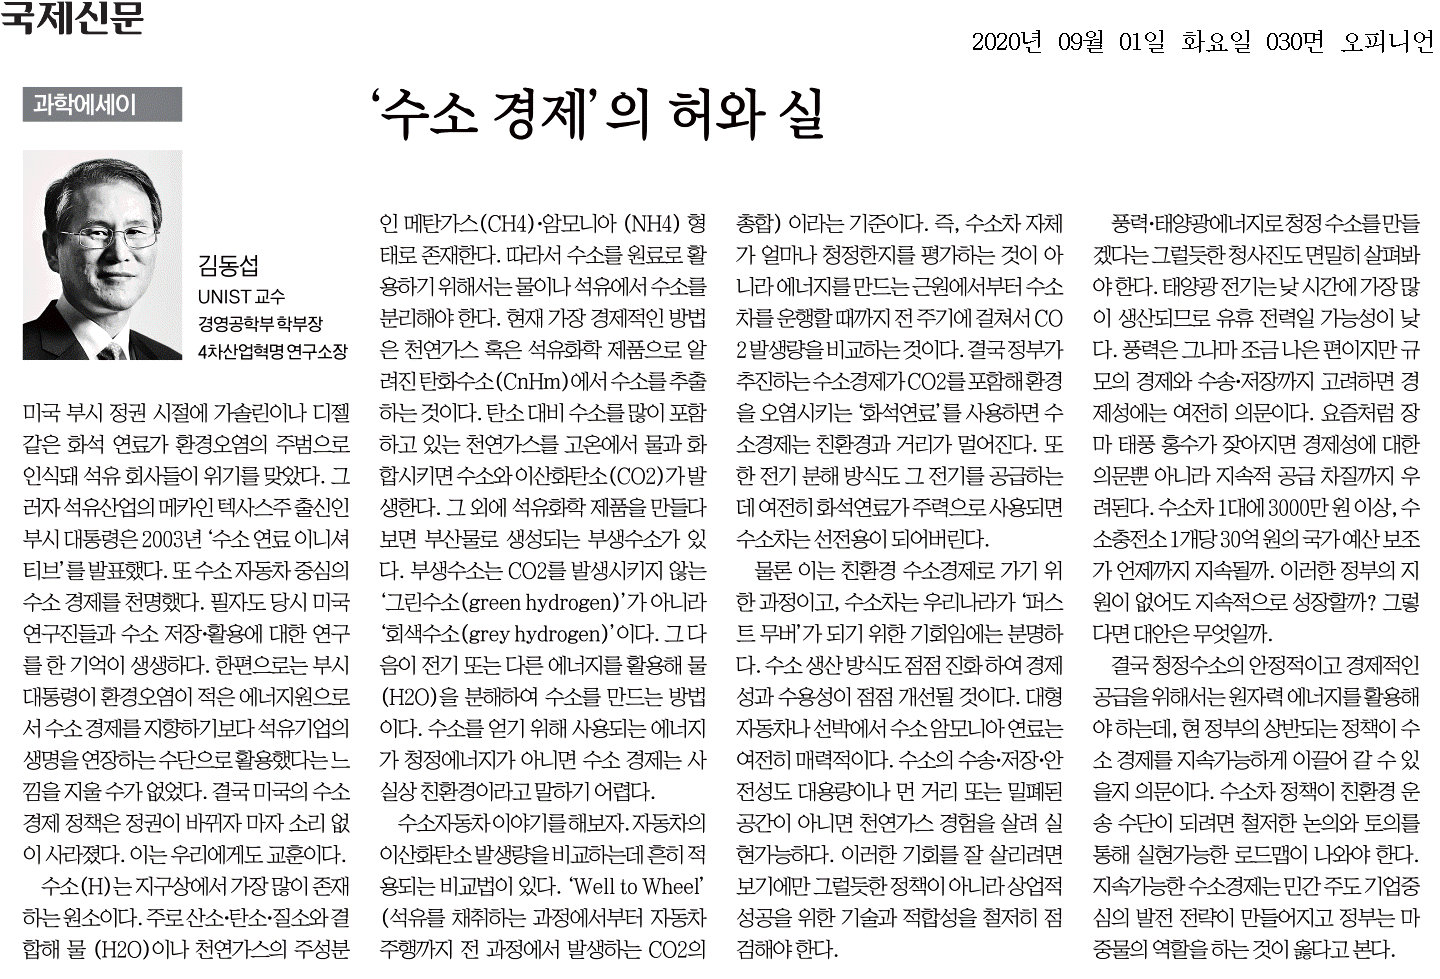 국제신문
2020년 09월 01일 화요일 030면 오피니언
과학에세이
‘수소 경제’의 허와 실
김동섭
UNIST 교수
경영공학부 학부장
4차산업혁명 연구소장
미국 부시 정권 시절에 가솔린이나 디젤
같은 화석 연료가 환경오염의 주범으로
인식돼 석유 회사들이 위기를 맞았다. 그
러자 석유산업의 메카인 텍사스주 출신인
부시 대통령은 2003년 ‘수소 연료 이니셔
티브’를 발표했다. 또 수소 자동차 중심의
수소 경제를 천명했다. 필자도 당시 미국
연구진들과 수소 저장·활용에 대한 연구
를 한 기억이 생생하다. 한편으로는 부시
대통령이 환경오염이 적은 에너지원으로
서 수소 경제를 지향하기보다 석유기업의
생명을 연장하는 수단으로 활용했다는 느
낌을 지울 수가 없었다. 결국 미국의 수소
경제 정책은 정권이 바뀌자 마자 소리 없
이 사라졌다. 이는 우리에게도 교훈이다.
수소(H)는 지구상에서 가장 많이 존재
하는 원소이다. 주로 산소·탄소·질소와 결
합해 물 (H2O)이나 천연가스의 주성분
인 메탄가스(CH4)·암모니아 (NH4) 형
태로 존재한다. 따라서 수소를 원료로 활
용하기 위해서는 물이나 석유에서 수소를
분리해야 한다. 현재 가장 경제적인 방법
은 천연가스 혹은 석유화학 제품으로 알
려진 탄화수소(CnHm)에서 수소를 추출
하는 것이다. 탄소 대비 수소를 많이 포함
하고 있는 천연가스를 고온에서 물과 화
합시키면 수소와 이산화탄소(CO2)가 발
생한다. 그 외에 석유화학 제품을 만들다
보면 부산물로 생성되는 부생수소가 있
다. 부생수소는 CO2를 발생시키지 않는
‘그린수소(green hydrogen)’가 아니라
‘회색수소(grey hydrogen)’이다. 그 다
음이 전기 또는 다른 에너지를 활용해 물
(H2O)을 분해하여 수소를 만드는 방법
이다. 수소를 얻기 위해 사용되는 에너지
가 청정에너지가 아니면 수소 경제는 사
실상 친환경이라고 말하기 어렵다.
수소자동차 이야기를 해보자. 자동차의
이산화탄소 발생량을 비교하는데 흔히 적
용되는 비교법이 있다. ‘Well to Wheel’
(석유를 채취하는 과정에서부터 자동차
주행까지 전 과정에서 발생하는 CO2의
총합) 이라는 기준이다. 즉, 수소차 자체
가 얼마나 청정한지를 평가하는 것이 아
니라 에너지를 만드는 근원에서부터 수소
차를 운행할 때까지 전 주기에 걸쳐서 CO
2 발생량을 비교하는 것이다. 결국 정부가
추진하는 수소경제가 CO2를 포함해 환경
을 오염시키는 ‘화석연료’를 사용하면 수
소경제는 친환경과 거리가 멀어진다. 또
한 전기 분해 방식도 그 전기를 공급하는
데 여전히 화석연료가 주력으로 사용되면
수소차는 선전용이 되어버린다.
물론 이는 친환경 수소경제로 가기 위
한 과정이고, 수소차는 우리나라가 ‘퍼스
트 무버’가 되기 위한 기회임에는 분명하
다. 수소 생산 방식도 점점 진화 하여 경제
성과 수용성이 점점 개선될 것이다. 대형
자동차나 선박에서 수소 암모니아 연료는
여전히 매력적이다. 수소의 수송·저장·안
전성도 대용량이나 먼 거리 또는 밀폐된
공간이 아니면 천연가스 경험을 살려 실
현가능하다. 이러한 기회를 잘 살리려면
보기에만 그럴듯한 정책이 아니라 상업적
성공을 위한 기술과 적합성을 철저히 점
검해야 한다.
풍력·태양광에너지로 청정 수소를 만들
겠다는 그럴듯한 청사진도 면밀히 살펴봐
야 한다. 태양광 전기는 낮 시간에 가장 많
이 생산되므로 유휴 전력일 가능성이 낮
다. 풍력은 그나마 조금 나은 편이지만 규
모의 경제와 수송·저장까지 고려하면 경
제성에는 여전히 의문이다. 요즘처럼 장
마 태풍 홍수가 잦아지면 경제성에 대한
의문뿐 아니라 지속적 공급 차질까지 우
려된다. 수소차 1대에 3000만 원 이상, 수
소충전소 1개당 30억 원의 국가 예산 보조
가 언제까지 지속될까. 이러한 정부의 지
원이 없어도 지속적으로 성장할까? 그렇
다면 대안은 무엇일까.
결국 청정수소의 안정적이고 경제적인
공급을 위해서는 원자력 에너지를 활용해
야 하는데, 현 정부의 상반되는 정책이 수
소 경제를 지속가능하게 이끌어 갈 수 있
을지 의문이다. 수소차 정책이 친환경 운
송 수단이 되려면 철저한 논의와 토의를
통해 실현가능한 로드맵이 나와야 한다.
지속가능한 수소경제는 민간 주도 기업중
심의 발전 전략이 만들어지고 정부는 마
중물의 역할을 하는 것이 옳다고 본다.